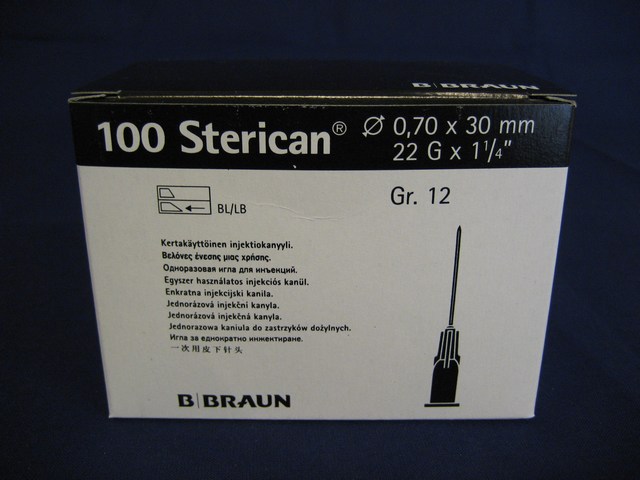 B|BRAUN
100 Sterican® Ø 0,70 x 30 mm
22 G x 1¼"
BL/LB
Gr. 12
Kertakäyttöinen injektiokanyyli.
Βελόνες ένεσης μιας χρήσης.
Одноразовая игла для инъенций.
Egyszer használatos injekciós kanül.
Enkratna injekcijski kanila.
Jednorázová injekční kanyla.
Jednorázová injekčná kanyla.
Jednorazowa kaniula do zastrzyków dożylnych.
Игла за еднократно инжектиране.
一次用皮下针头
B|BRAUN